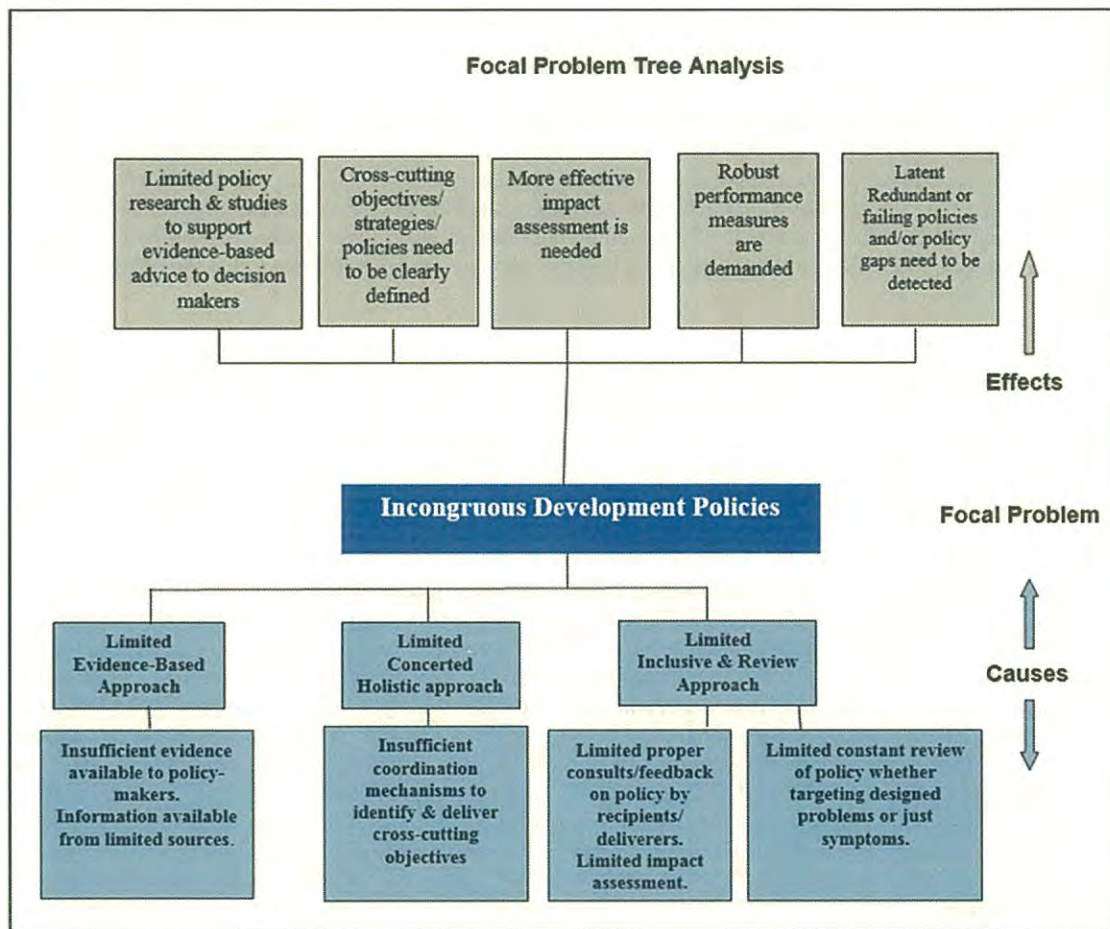 Focal Problem Tree Analysis
Limited policy
research & studies
to support
evidence-based
advice to decision
makers
Cross-cutting
objectives/
strategies/
policies need
to be clearly
defined
More effective
impact
assessment is
needed
Robust
performance
measures
are
demanded
Latent
Redundant or
failing policies
and/or policy
gaps need to be
detected
Effects
Incongruous Development Policies
Focal Problem
Limited
Evidence-Based
Approach
Limited
Concerted
Holistic approach
Limited
Inclusive & Review
Approach
Causes
Insufficient evidence
available to policy-
makers.
Information available
from limited sources.
Insufficient
coordination
mechanisms to
identify & deliver
cross-cutting
objectives
Limited proper
consults/feedback
on policy by
recipients/
deliverers.
Limited impact
assessment.
Limited constant review
of policy whether
targeting designed
problems or just
symptoms.